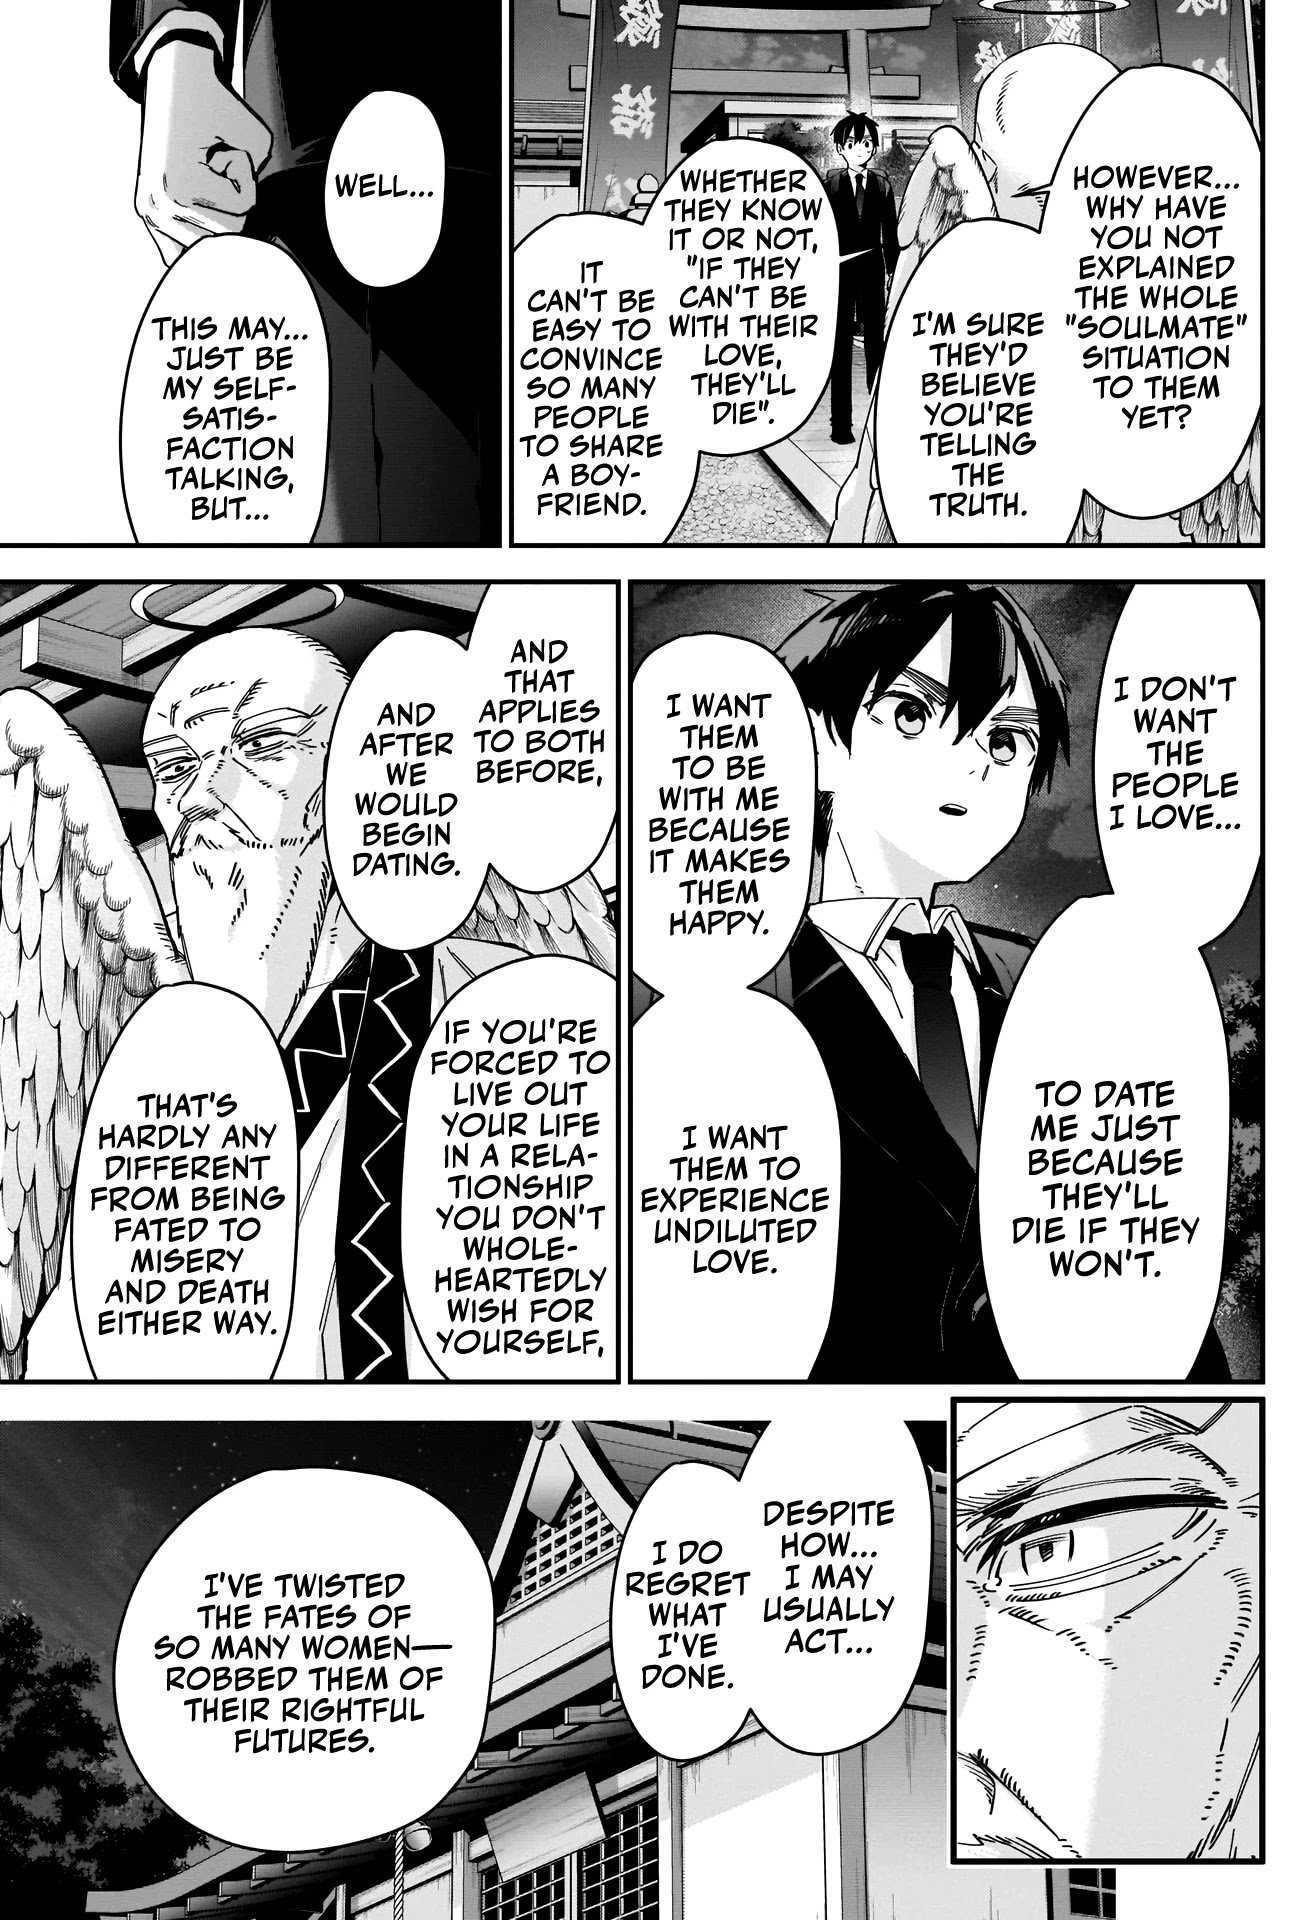 HOWEVER...
WHY HAVE
YOU NOT
EXPLAINED
THE WHOLE
"SOULMATE"
SITUATION
TO THEM
YET?
I'M SURE
THEY'D
BELIEVE
YOU'RE
TELLING
THE
TRUTH.
WHETHER
THEY KNOW
IT OR NOT,
"IF THEY
CAN'T BE
WITH THEIR
LOVE,
THEY'LL
DIE".
IT
CAN'T BE
EASY TO
CONVINCE
SO MANY
PEOPLE
TO SHARE
A BOY-
FRIEND.
WELL...
THIS MAY...
JUST BE
MY SELF-
SATIS-
FACTION
TALKING,
BUT...
I DON'T
WANT
THE
PEOPLE
I LOVE...
TO DATE
ME JUST
BECAUSE
THEY'LL
DIE IF THEY
WON'T.
I WANT
THEM
TO BE
WITH ME
BECAUSE
IT MAKES
THEM
HAPPY.
I WANT
THEM TO
EXPERIENCE
UNDILUTED
LOVE.
AND
THAT
APPLIES
TO BOTH
BEFORE,
AND
AFTER
WE
WOULD
BEGIN
DATING.
IF YOU'RE
FORCED TO
LIVE OUT
YOUR LIFE
IN A RELA-
TIONSHIP
YOU DON'T
WHOLE-
HEARTEDLY
WISH FOR
YOURSELF,
THAT'S
HARDLY ANY
DIFFERENT
FROM BEING
FATED TO
MISERY
AND DEATH
EITHER WAY.
DESPITE
HOW...
I MAY
USUALLY
ACT...
I DO
REGRET
WHAT
I'VE
DONE.
I'VE TWISTED
THE FATES OF
SO MANY WOMEN──
ROBBED THEM OF
THEIR RIGHTFUL
FUTURES.